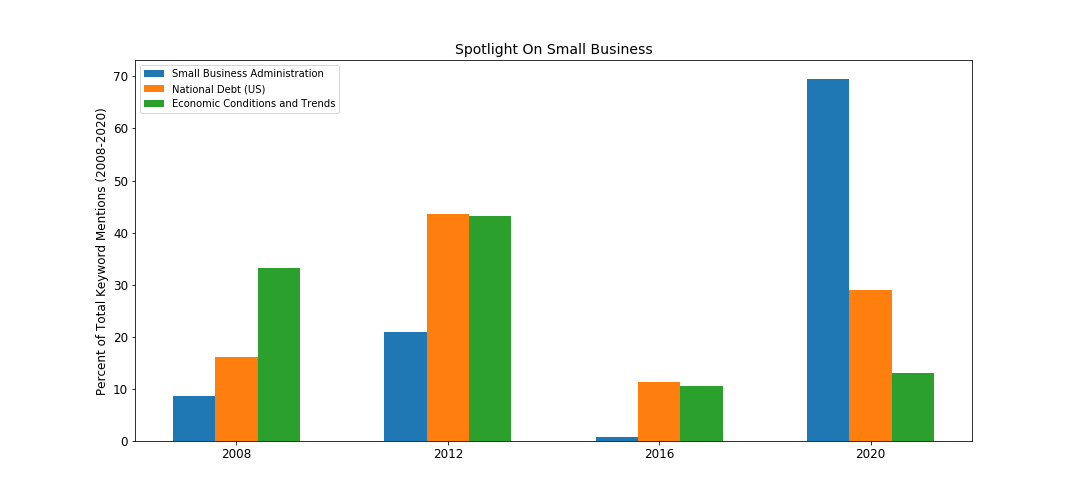 Spotlight On Small Business
Small Business Administration
National Debt (US)
Economic Conditions and Trends
Percent of Total Keyword Mentions (2008-2020)
70
60
50
40
30
20
10
0
2008 2012 2016 2020